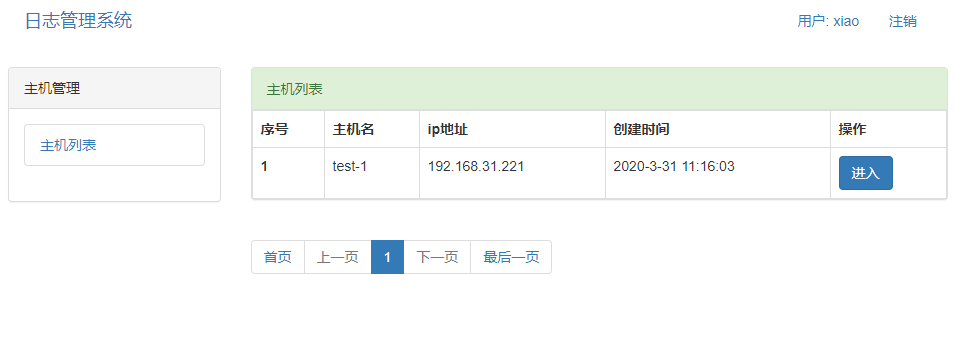 日志管理系统 用户: xiao 注销
主机管理
主机列表
主机列表
序号 主机名 ip地址 创建时间 操作
1 test-1 192.168.31.221 2020-3-31 11:16:03 进入
首页 上一页 1 下一页 最后一页